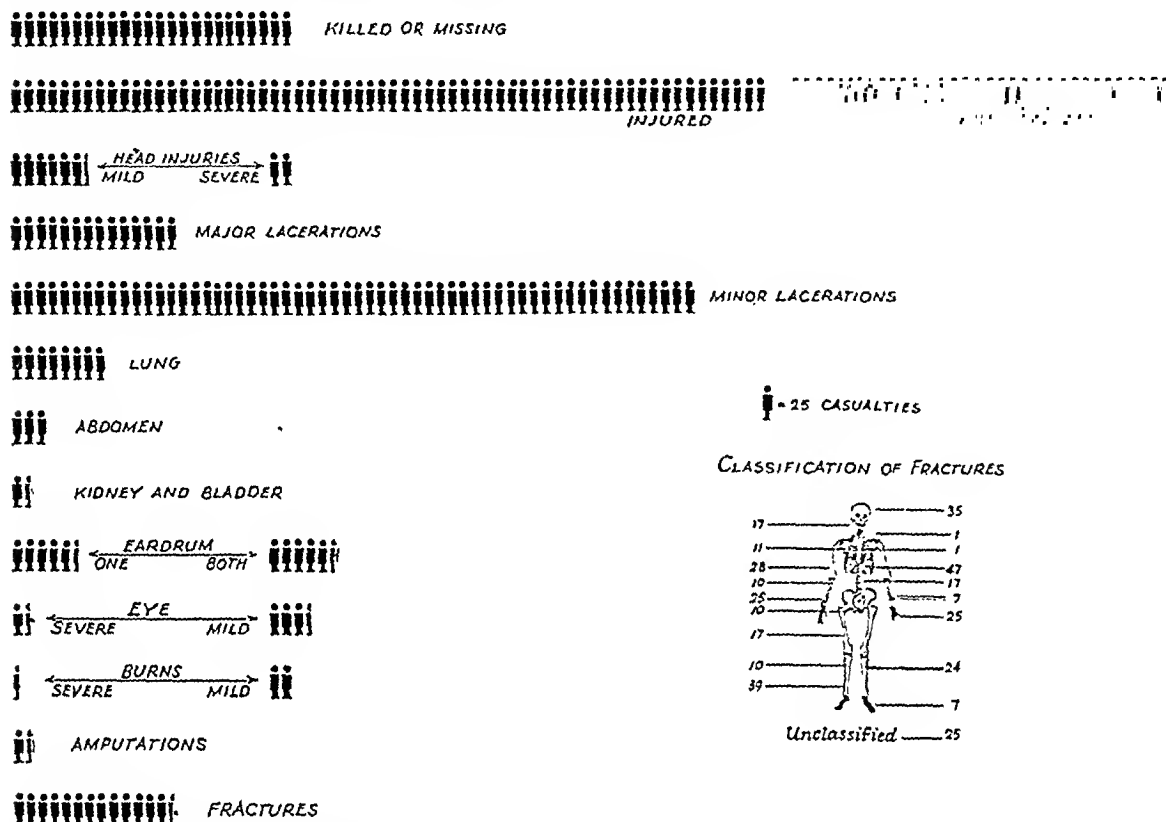 KILLED OR MISSING
INJURED
HEAD INJURIES
MILD SEVERE
MAJOR LACERATIONS
MINOR LACERATIONS
LUNG
ABDOMEN
KIDNEY AND BLADDER
EARDRUM
ONE BOTH
EYE
SEVERE MILD
BURNS
SEVERE MILD
AMPUTATIONS
FRACTURES
- 25 CASUALTIES
CLASSIFICATION OF FRACTURES
35
17
1
11 1
28 47
10 17
25 7
10 25
17
10 24
39
7
Unclassified 25